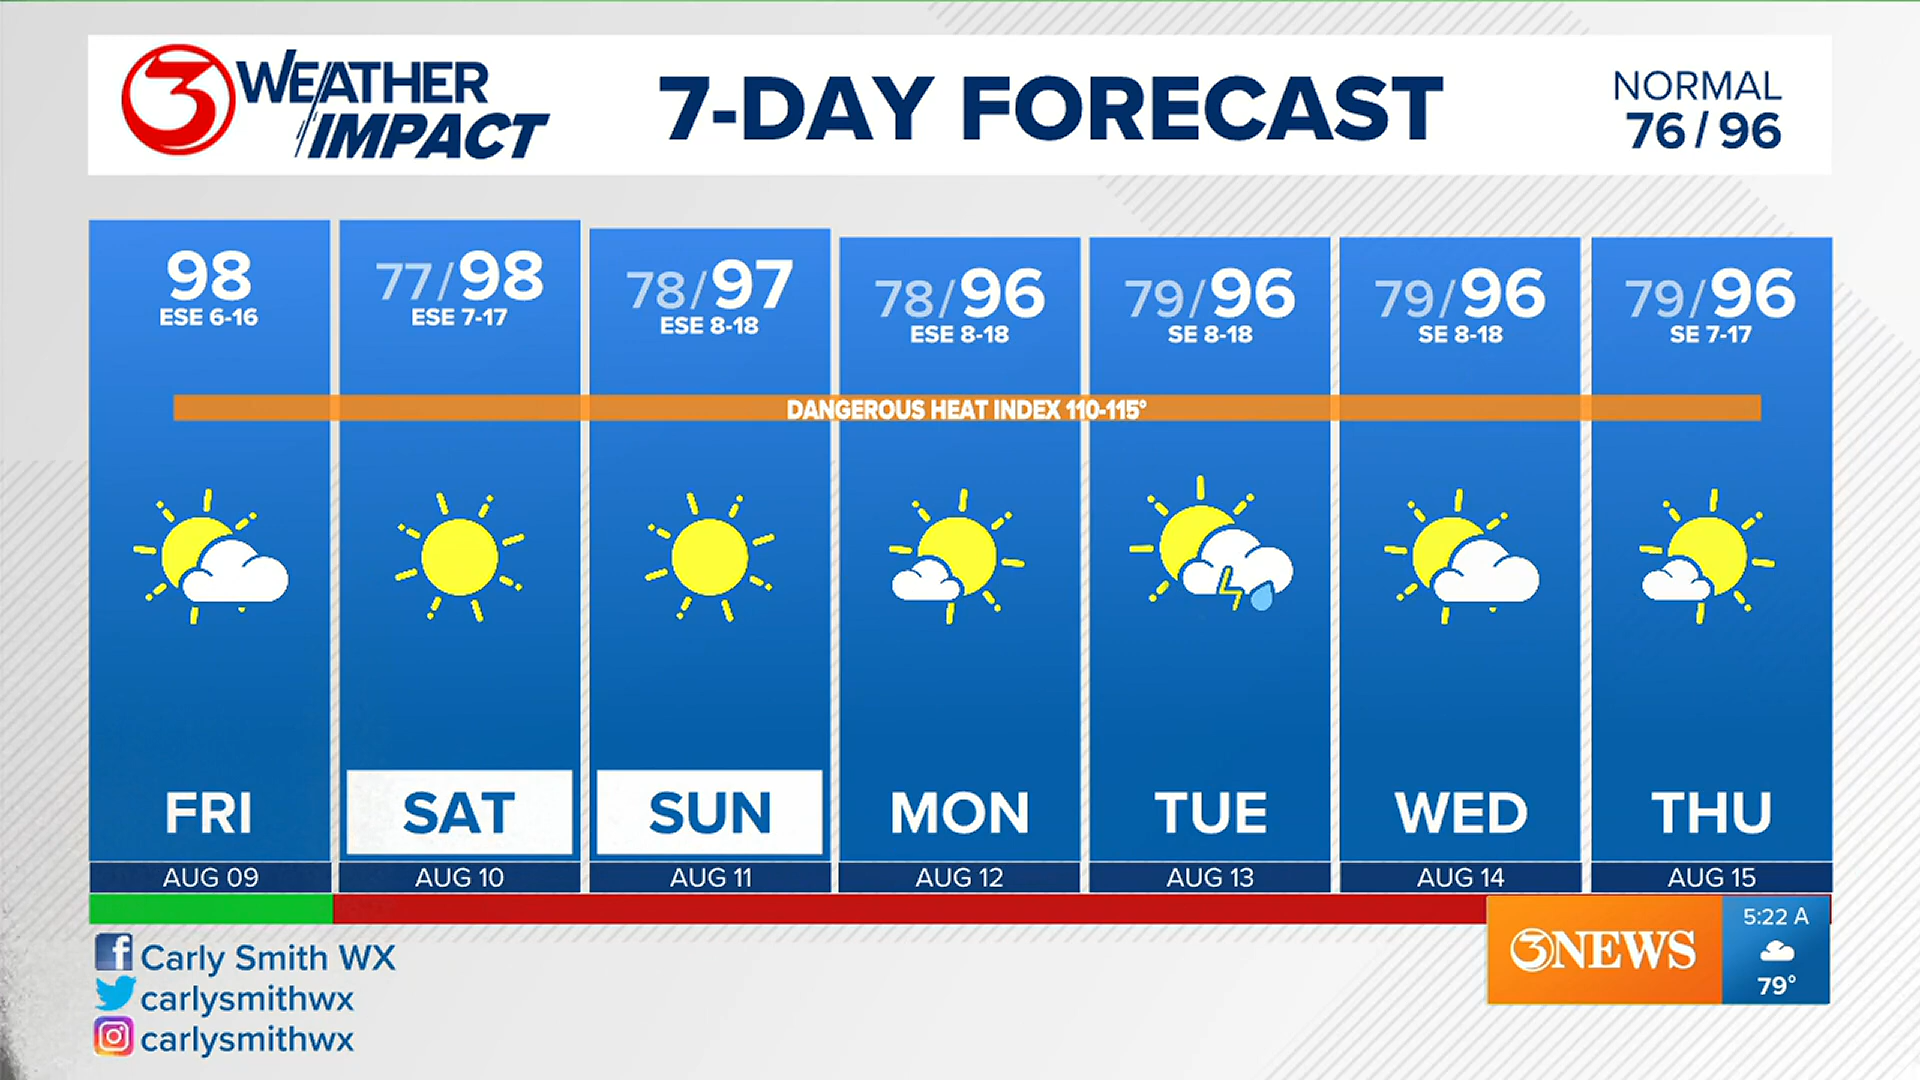 3 WEATHER
IMPACT
7-DAY FORECAST
NORMAL
76 / 96
98
ESE 6-16
77/98
ESE 7-17
78/97
ESE 8-18
78/96
ESE 8-18
79/96
SE 8-18
79/96
SE 8-18
79/96
SE 7-17
DANGEROUS HEAT INDEX 110-115°
FRI
SAT
SUN
MON
TUE
WED
THU
AUG 09
AUG 10
AUG 11
AUG 12
AUG 13
AUG 14
AUG 15
f Carly Smith WX
carlysmithwx
carlysmithwx
3NEWS
5:22 A
79°